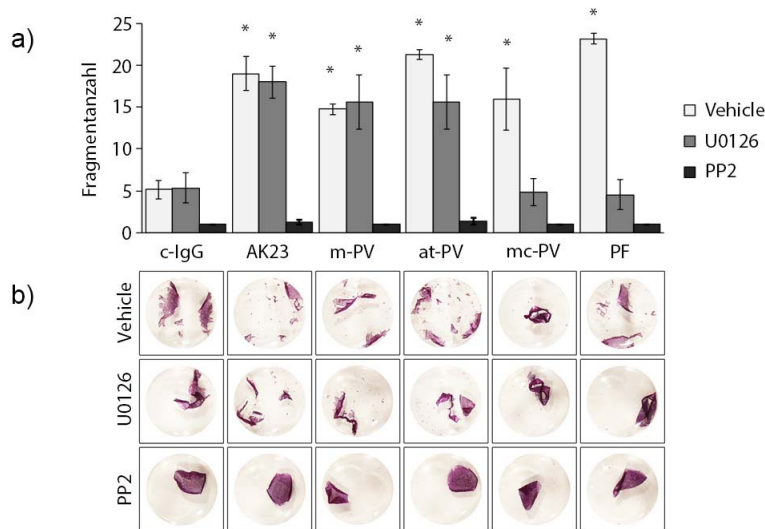 a)
Fragmentanzahl
25
20
15
10
5
0
* * * * * * * *
Vehicle
U0126
PP2
c-IgG AK23 m-PV at-PV mc-PV PF
b)
Vehicle
U0126
PP2